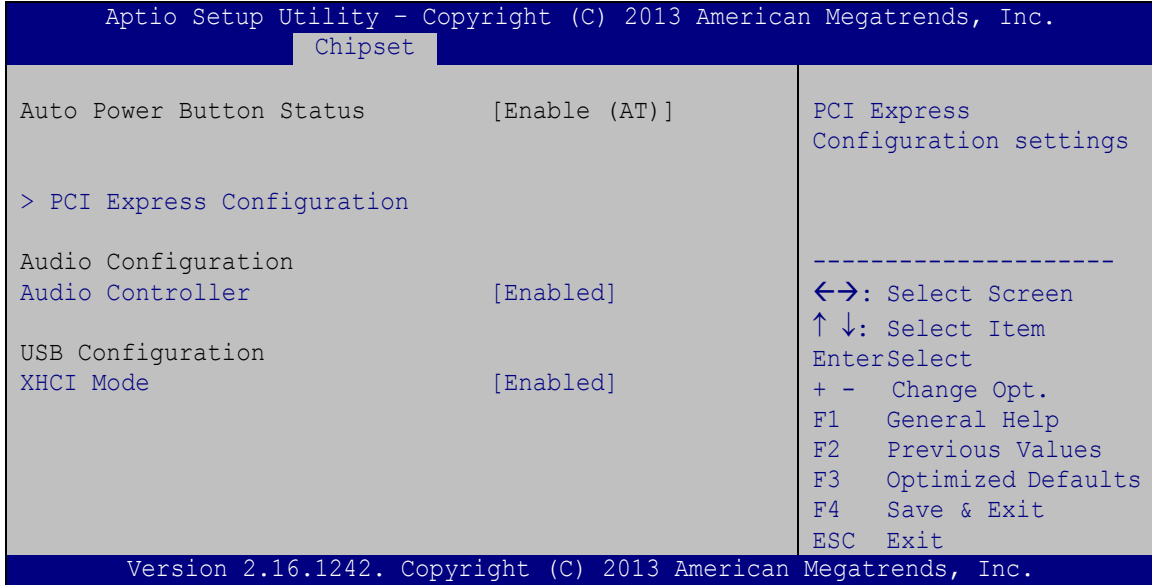 Aptio Setup Utility – Copyright (C) 2013 American Megatrends, Inc.
Chipset
Auto Power Button Status [Enable (AT)]
> PCI Express Configuration
Audio Configuration
Audio Controller [Enabled]
USB Configuration
XHCI Mode [Enabled]
PCI Express
Configuration settings
---------------------
←→: Select Screen
↑ ↓: Select Item
EnterSelect
+ - Change Opt.
F1 General Help
F2 Previous Values
F3 Optimized Defaults
F4 Save & Exit
ESC Exit
Version 2.16.1242. Copyright (C) 2013 American Megatrends, Inc.